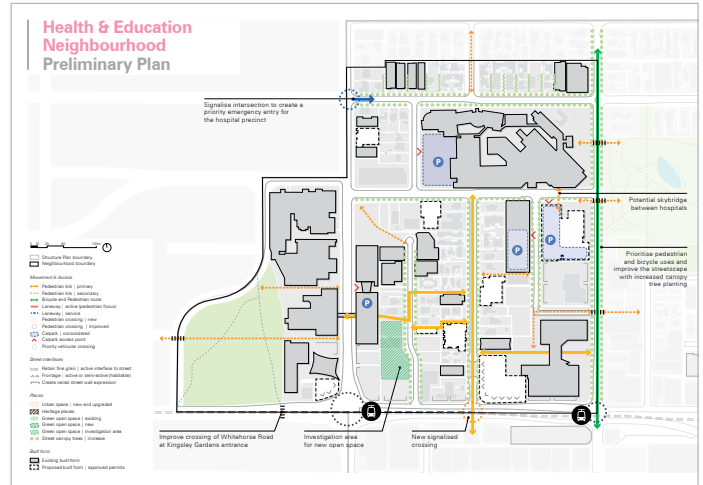 Health & Education
Neighbourhood
Preliminary Plan
Signalise intersection to create a
priority emergency entry for
the hospital precinct
P
Potential skybridge
between hospitals
P
P
Prioritise pedestrian
and bicycle uses and
improve the streetscape
with increased canopy
tree planting
P
Structure Plan boundary
Neighbourhood boundary
Movement & Access
Pedestrian link | primary
Pedestrian link | secondary
Bicycle and Pedestrian route
Laneway | active (pedestrian focus)
Laneway | service
Pedestrian crossing | new
Pedestrian crossing | improved
Carpark | consolidated
Carpark access point
Priority vehicular crossing
Street interfaces
Retain fine grain | active interface to street
Frontage | active or semi-active (habitable)
Create varied street wall expression
Places
Urban space | new and upgraded
Heritage places
Green open space | existing
Green open space | new
Green open space | investigation area
Street canopy trees | increase
Built form
Existing built-form
Proposed built form | approved permits
Improve crossing of Whitehorse Road
at Kingsley Gardens entrance
Investigation area
for new open space
New signalised
crossing